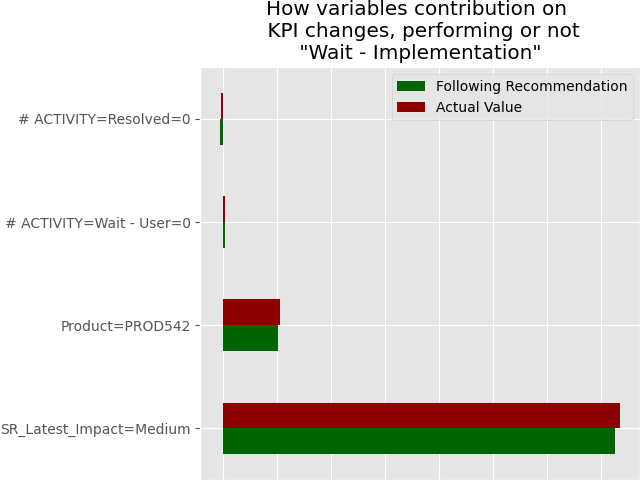 How variables contribution on
KPI changes, performing or not
"Wait - Implementation"
Following Recommendation
Actual Value
# ACTIVITY=Resolved=0
# ACTIVITY=Wait - User=0
Product=PROD542
SR_Latest_Impact=Medium